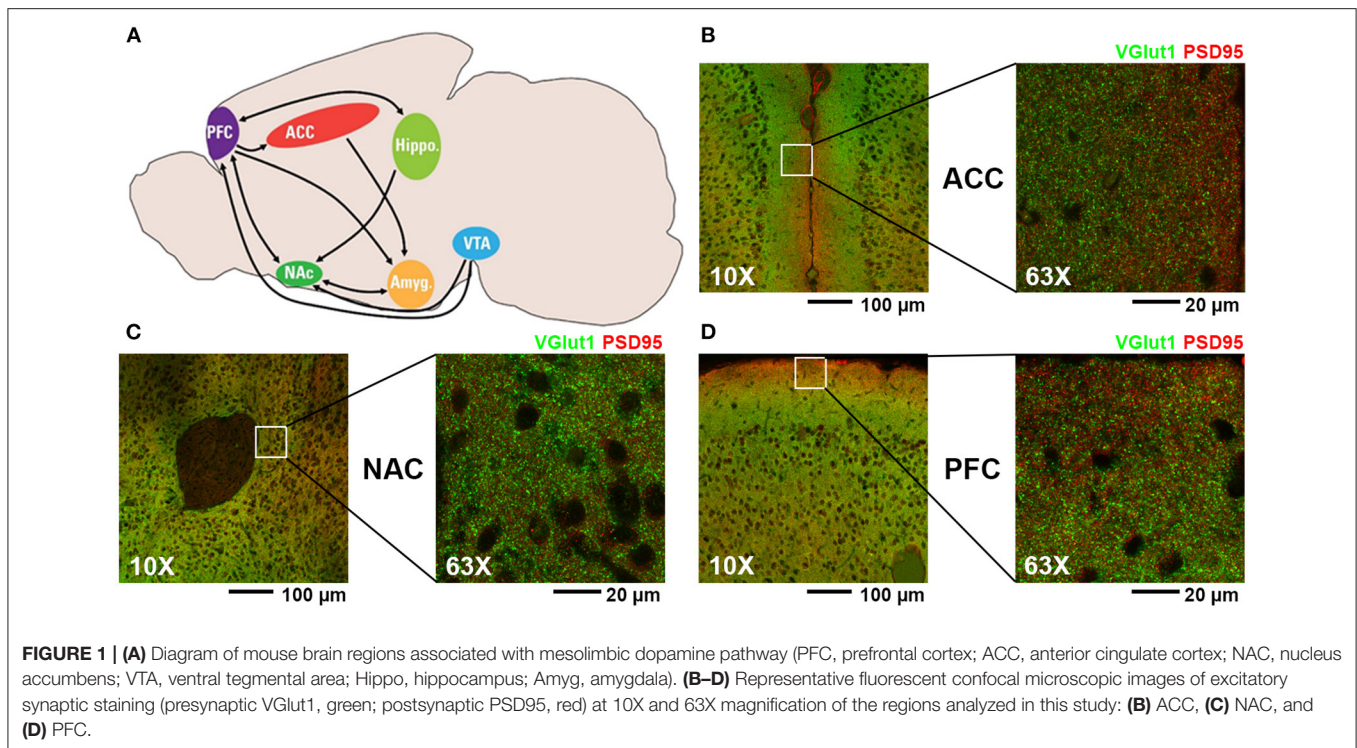 A
PFC
ACC
Hippo.
NAc
Amyg.
VTA
B
VGlut1 PSD95
10X
ACC
63X
100 µm
20 µm
C
VGlut1 PSD95
10X
NAC
63X
100 µm
20 µm
D
VGlut1 PSD95
10X
PFC
63X
100 µm
20 µm
FIGURE 1 | (A) Diagram of mouse brain regions associated with mesolimbic dopamine pathway (PFC, prefrontal cortex; ACC, anterior cingulate cortex; NAC, nucleus
accumbens; VTA, ventral tegmental area; Hippo, hippocampus; Amyg, amygdala). (B–D) Representative fluorescent confocal microscopic images of excitatory
synaptic staining (presynaptic VGlut1, green; postsynaptic PSD95, red) at 10X and 63X magnification of the regions analyzed in this study: (B) ACC, (C) NAC, and
(D) PFC.